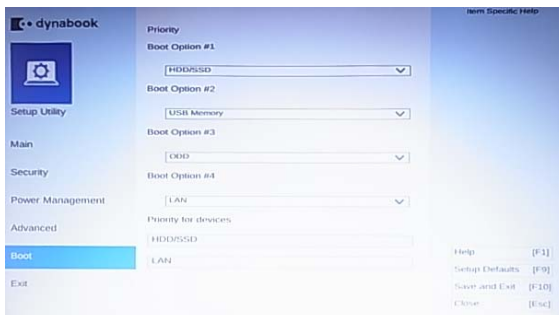 Item Specific Help
dynabook
Setup Utility
Main
Security
Power Management
Advanced
Boot
Exit
Priority
Boot Option #1
HDD/SSD
Boot Option #2
USB Memory
Boot Option #3
ODD
Boot Option #4
LAN
Priority for devices
HDD/SSD
LAN
Help [F1]
Setup Defaults [F9]
Save and Exit [F10]
Close [Esc]